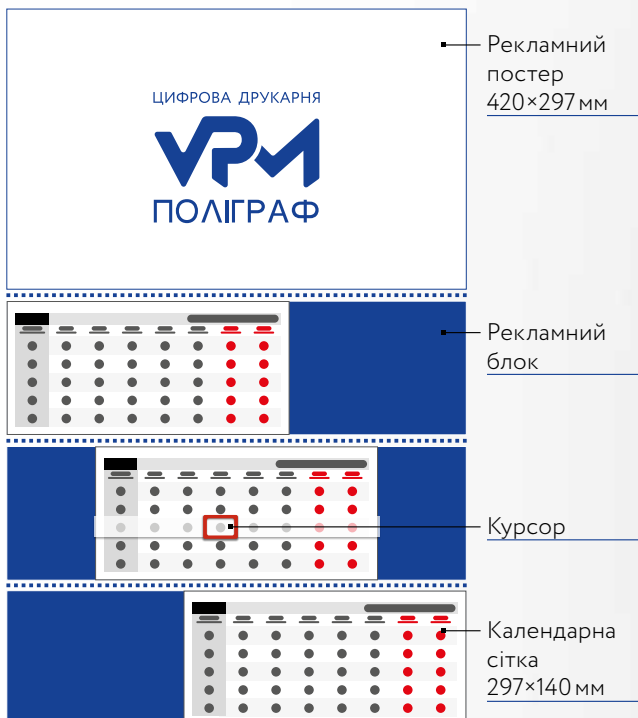 Рекламний
постер
420×297 мм
ЦИФРОВА ДРУКАРНЯ
VPM
ПОЛІГРАФ
Рекламний
блок
Курсор
Календарна
сітка
297×140 мм